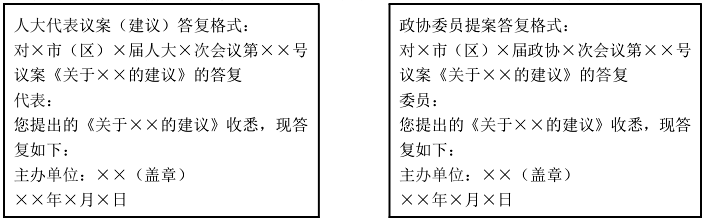 人大代表议案（建议）答复格式：
对×市（区）×届人大×次会议第××号
议案《关于××的建议》的答复
代表：
您提出的《关于××的建议》收悉，现答
复如下：
主办单位：××（盖章）
××年×月×日
政协委员提案答复格式：
对×市（区）×届政协×次会议第××号
议案《关于××的建议》的答复
委员：
您提出的《关于××的建议》收悉，现答
复如下：
主办单位：××（盖章）
××年×月×日